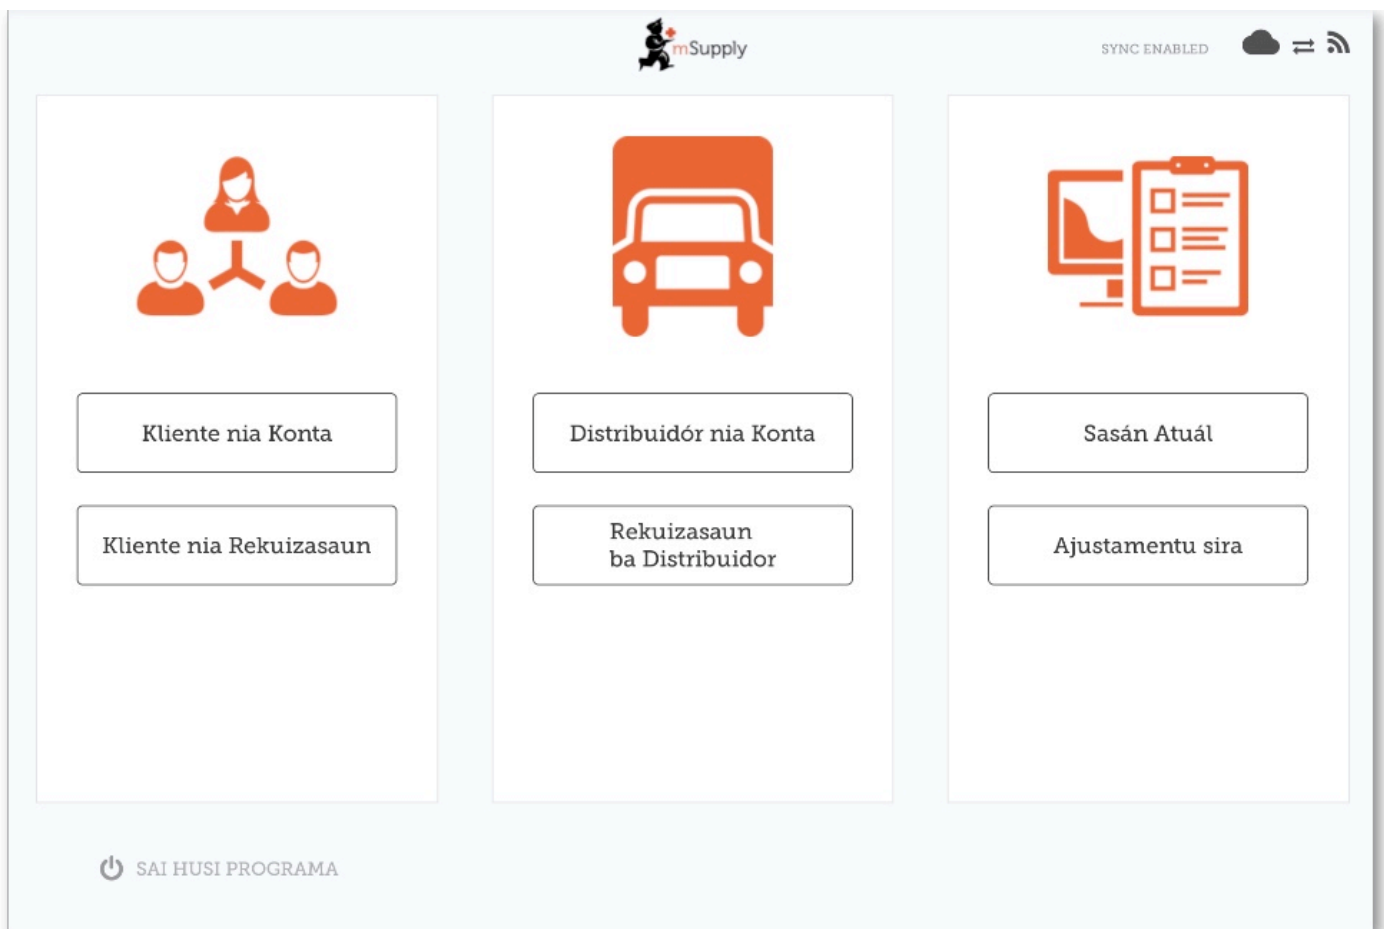 mSupply
SYNC ENABLED
Kliente nia Konta
Kliente nia Rekuizasaun
Distribuidór nia Konta
Rekuizasaun
ba Distribuidor
Sasán Atuál
Ajustamentu sira
SAI HUSI PROGRAMA